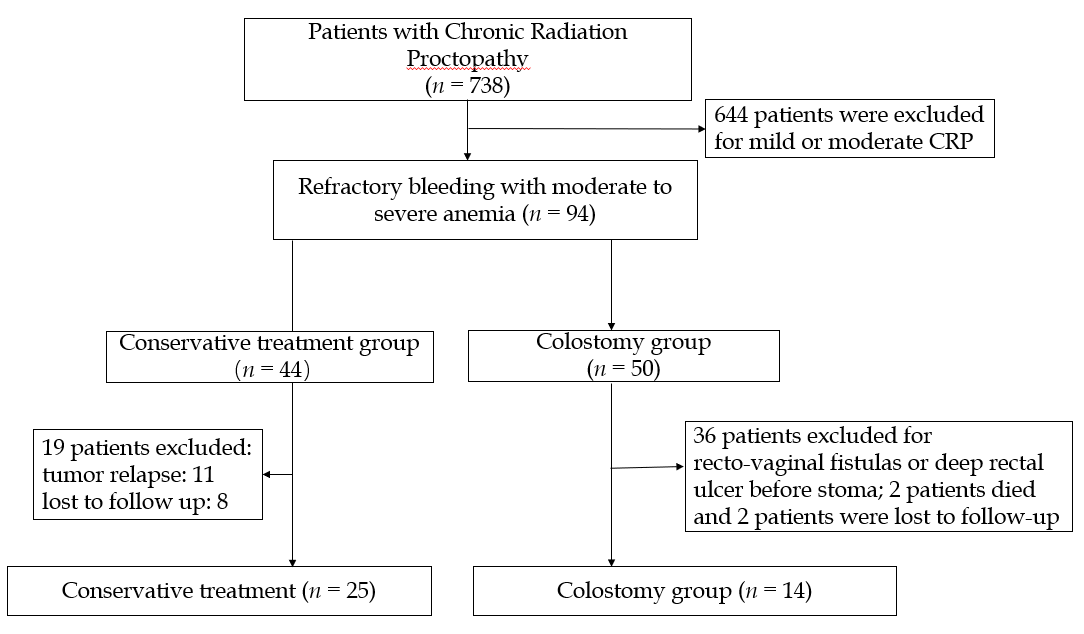 Patients with Chronic Radiation
Proctopathy
(n = 738)
644 patients were excluded
for mild or moderate CRP
Refractory bleeding with moderate to
severe anemia (n = 94)
Conservative treatment group
(n = 44)
Colostomy group
(n = 50)
19 patients excluded:
tumor relapse: 11
lost to follow up: 8
36 patients excluded for
recto-vaginal fistulas or deep rectal
ulcer before stoma; 2 patients died
and 2 patients were lost to follow-up
Conservative treatment (n = 25)
Colostomy group (n = 14)